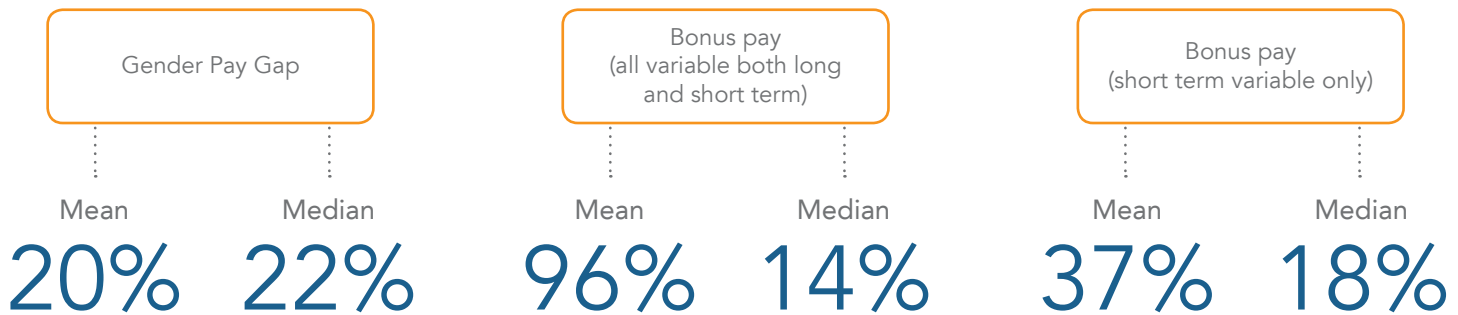 Gender Pay Gap
Mean
Median
20%
22%
Bonus pay
(all variable both long
and short term)
Mean
Median
96%
14%
Bonus pay
(short term variable only)
Mean
Median
37%
18%